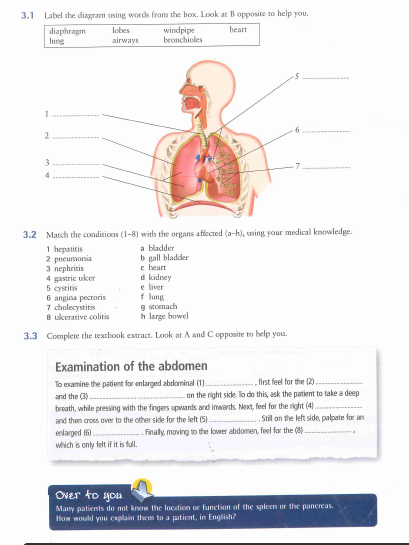 3.1 Label the diagram using words from the box. Look at B opposite to help you.
diaphragm lobes windpipe heart
lung airways bronchioles
5 ....................
1 ....................
6 ....................
2 ....................
3 ....................
7 ....................
4 ....................
3.2 Match the conditions (1–8) with the organs affected (a–h), using your medical knowledge.
1 hepatitis a bladder
2 pneumonia b gall bladder
3 nephritis c heart
4 gastric ulcer d kidney
5 cystitis e liver
6 angina pectoris f lung
7 cholecystitis g stomach
8 ulcerative colitis h large bowel
3.3 Complete the textbook extract. Look at A and C opposite to help you.
Examination of the abdomen
To examine the patient for enlarged abdominal (1) ...................., first feel for the (2) ....................
and the (3) .................... .................... on the right side. To do this, ask the patient to take a deep
breath, while pressing with the fingers upwards and inwards. Next, feel for the right (4) ....................
and then cross over to the other side for the left (5) .................... . Still on the left side, palpate for an
enlarged (6) .................... . Finally, moving to the lower abdomen, feel for the (8) ....................,
which is only felt if it is full.
Over to you
Many patients do not know the location or function of the spleen or the pancreas.
How would you explain them to a patient, in English?